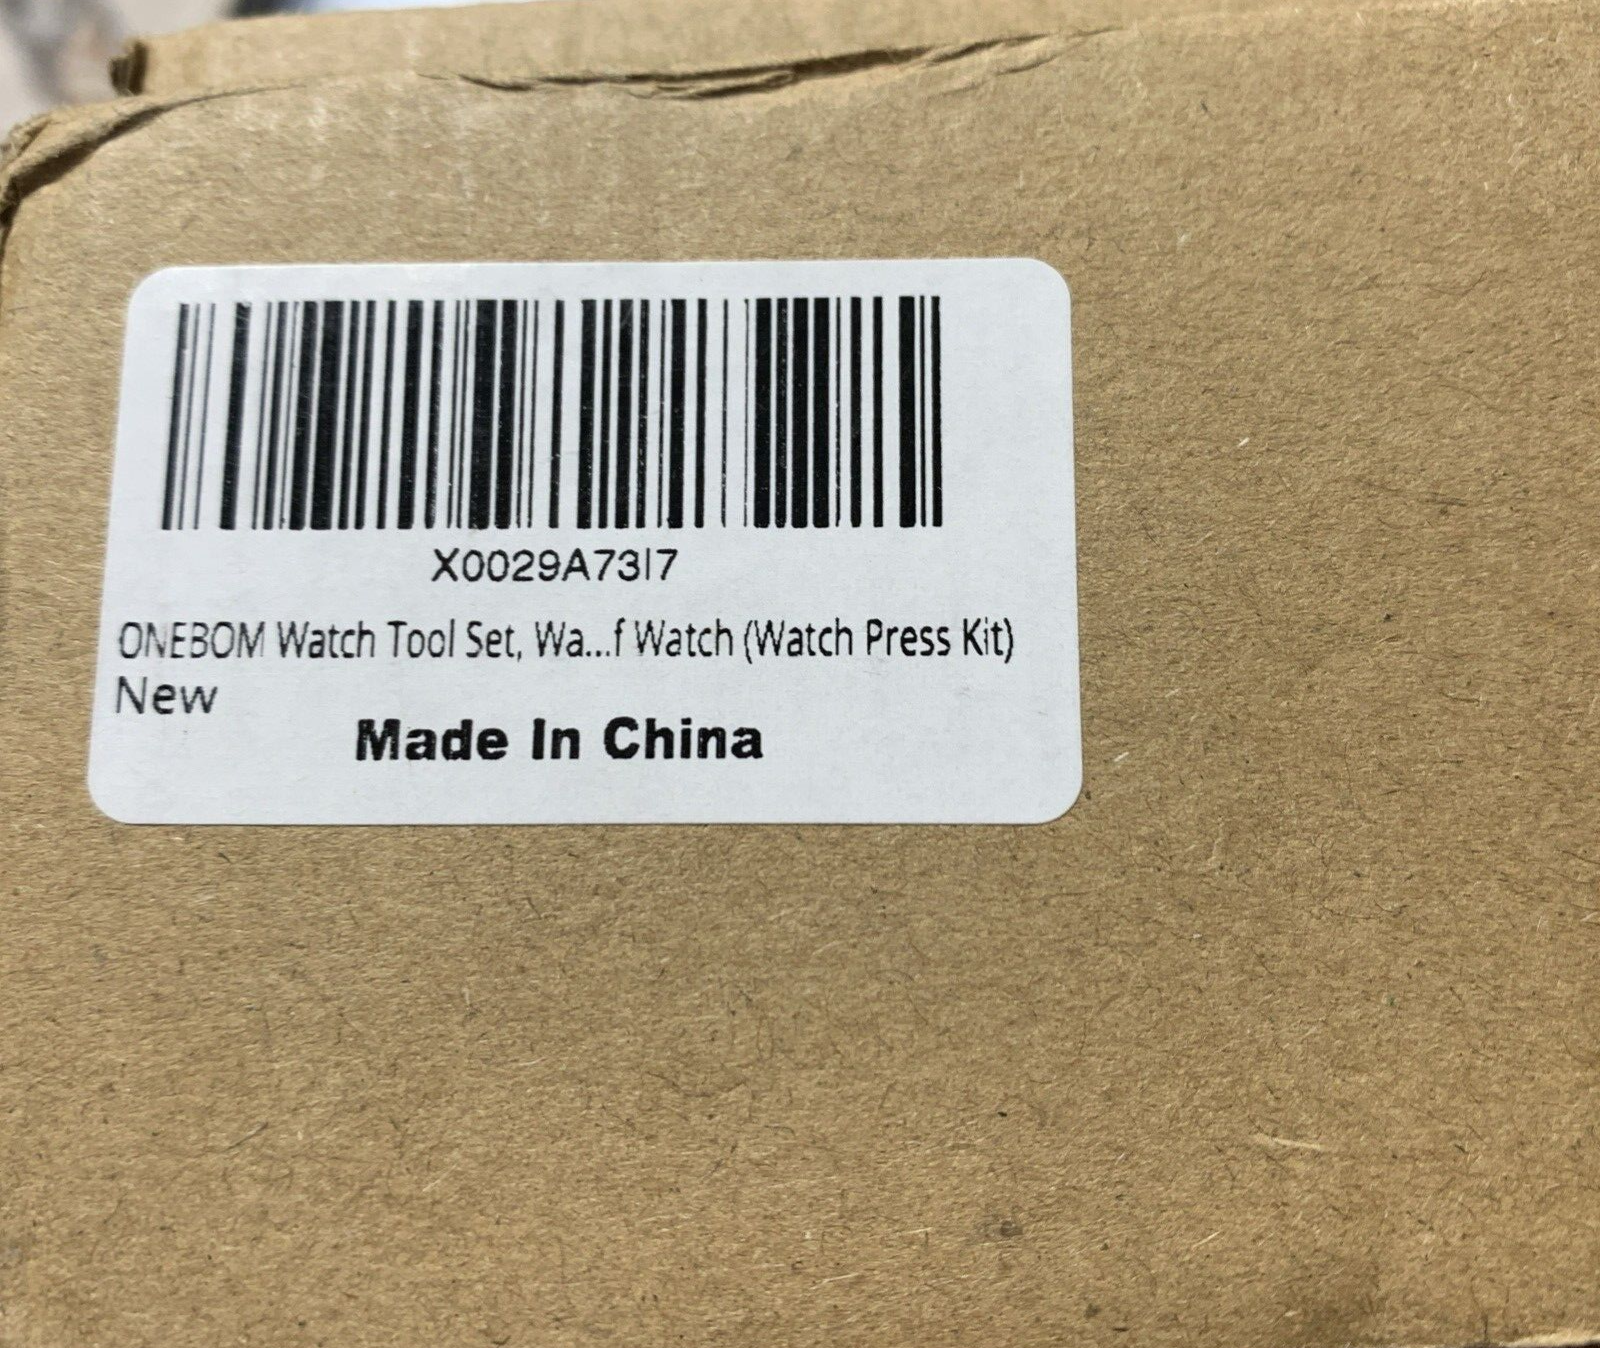 X0029A73I7
ONEBOM Watch Tool Set, Wa...f Watch (Watch Press Kit)
New
Made In China